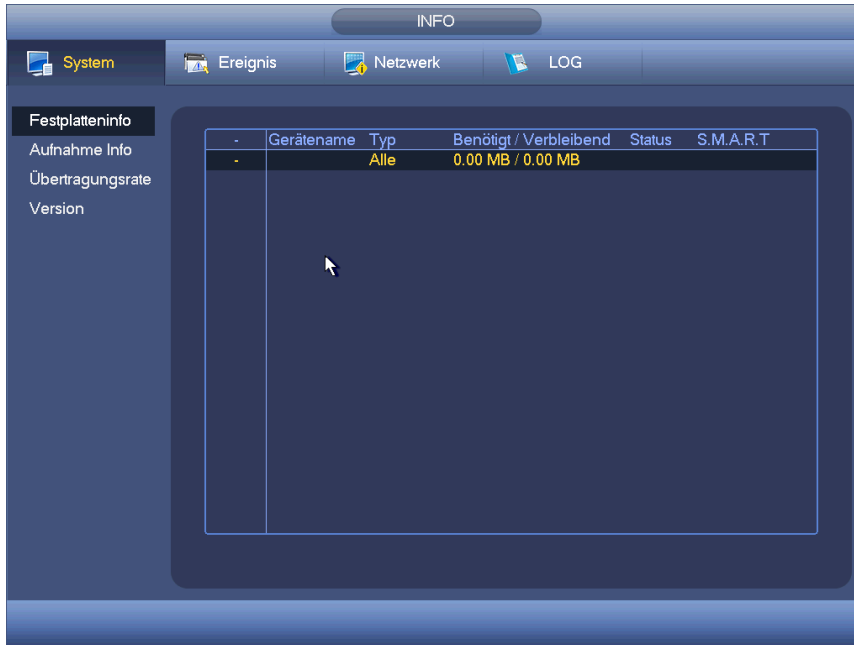 INFO
System Ereignis Netzwerk LOG
Festplatteninfo
Aufnahme Info
Übertragungsrate
Version
- Gerätename Typ Benötigt / Verbleibend Status S.M.A.R.T
- Alle 0.00 MB / 0.00 MB